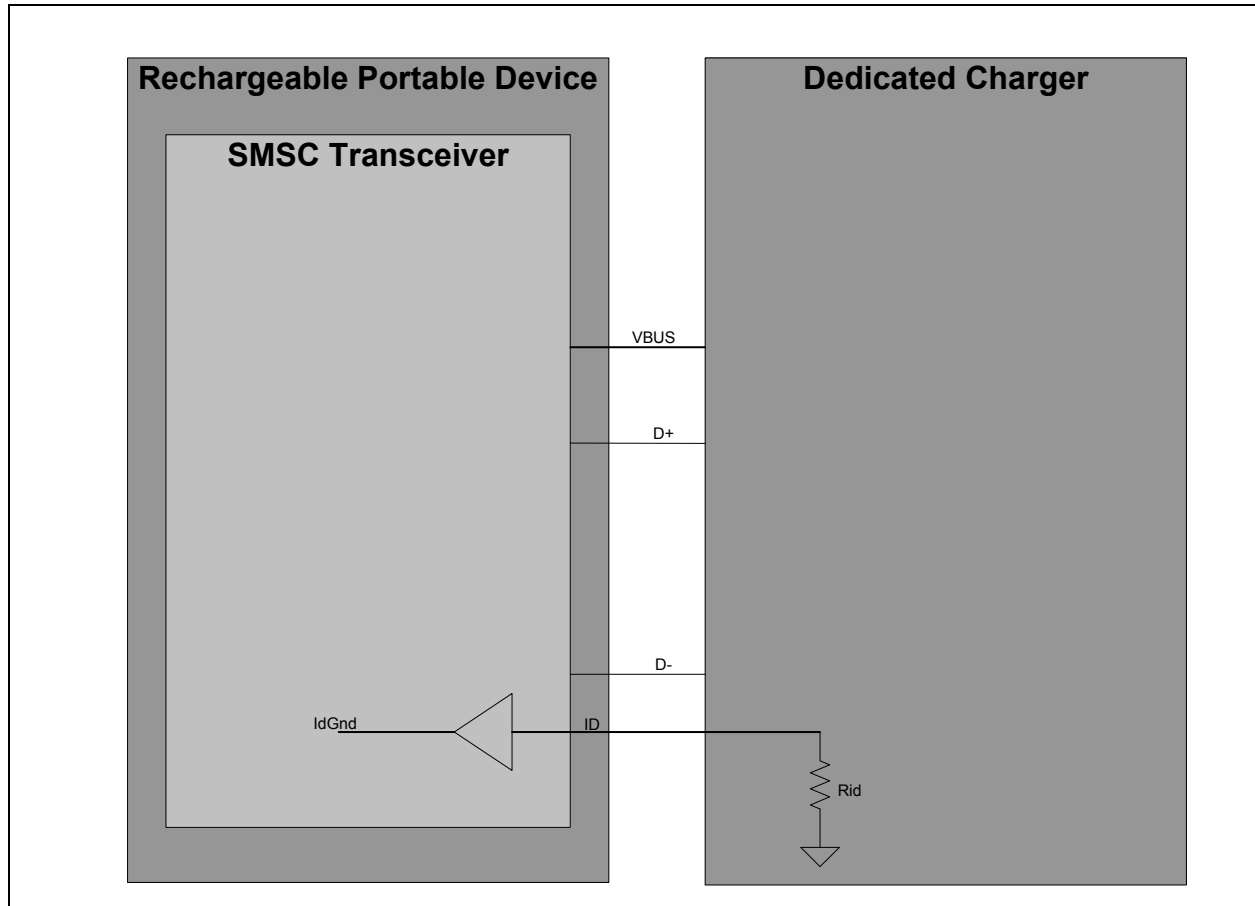 Rechargeable Portable Device
Dedicated Charger
SMSC Transceiver
VBUS
D+
D-
IdGnd
ID
Rid